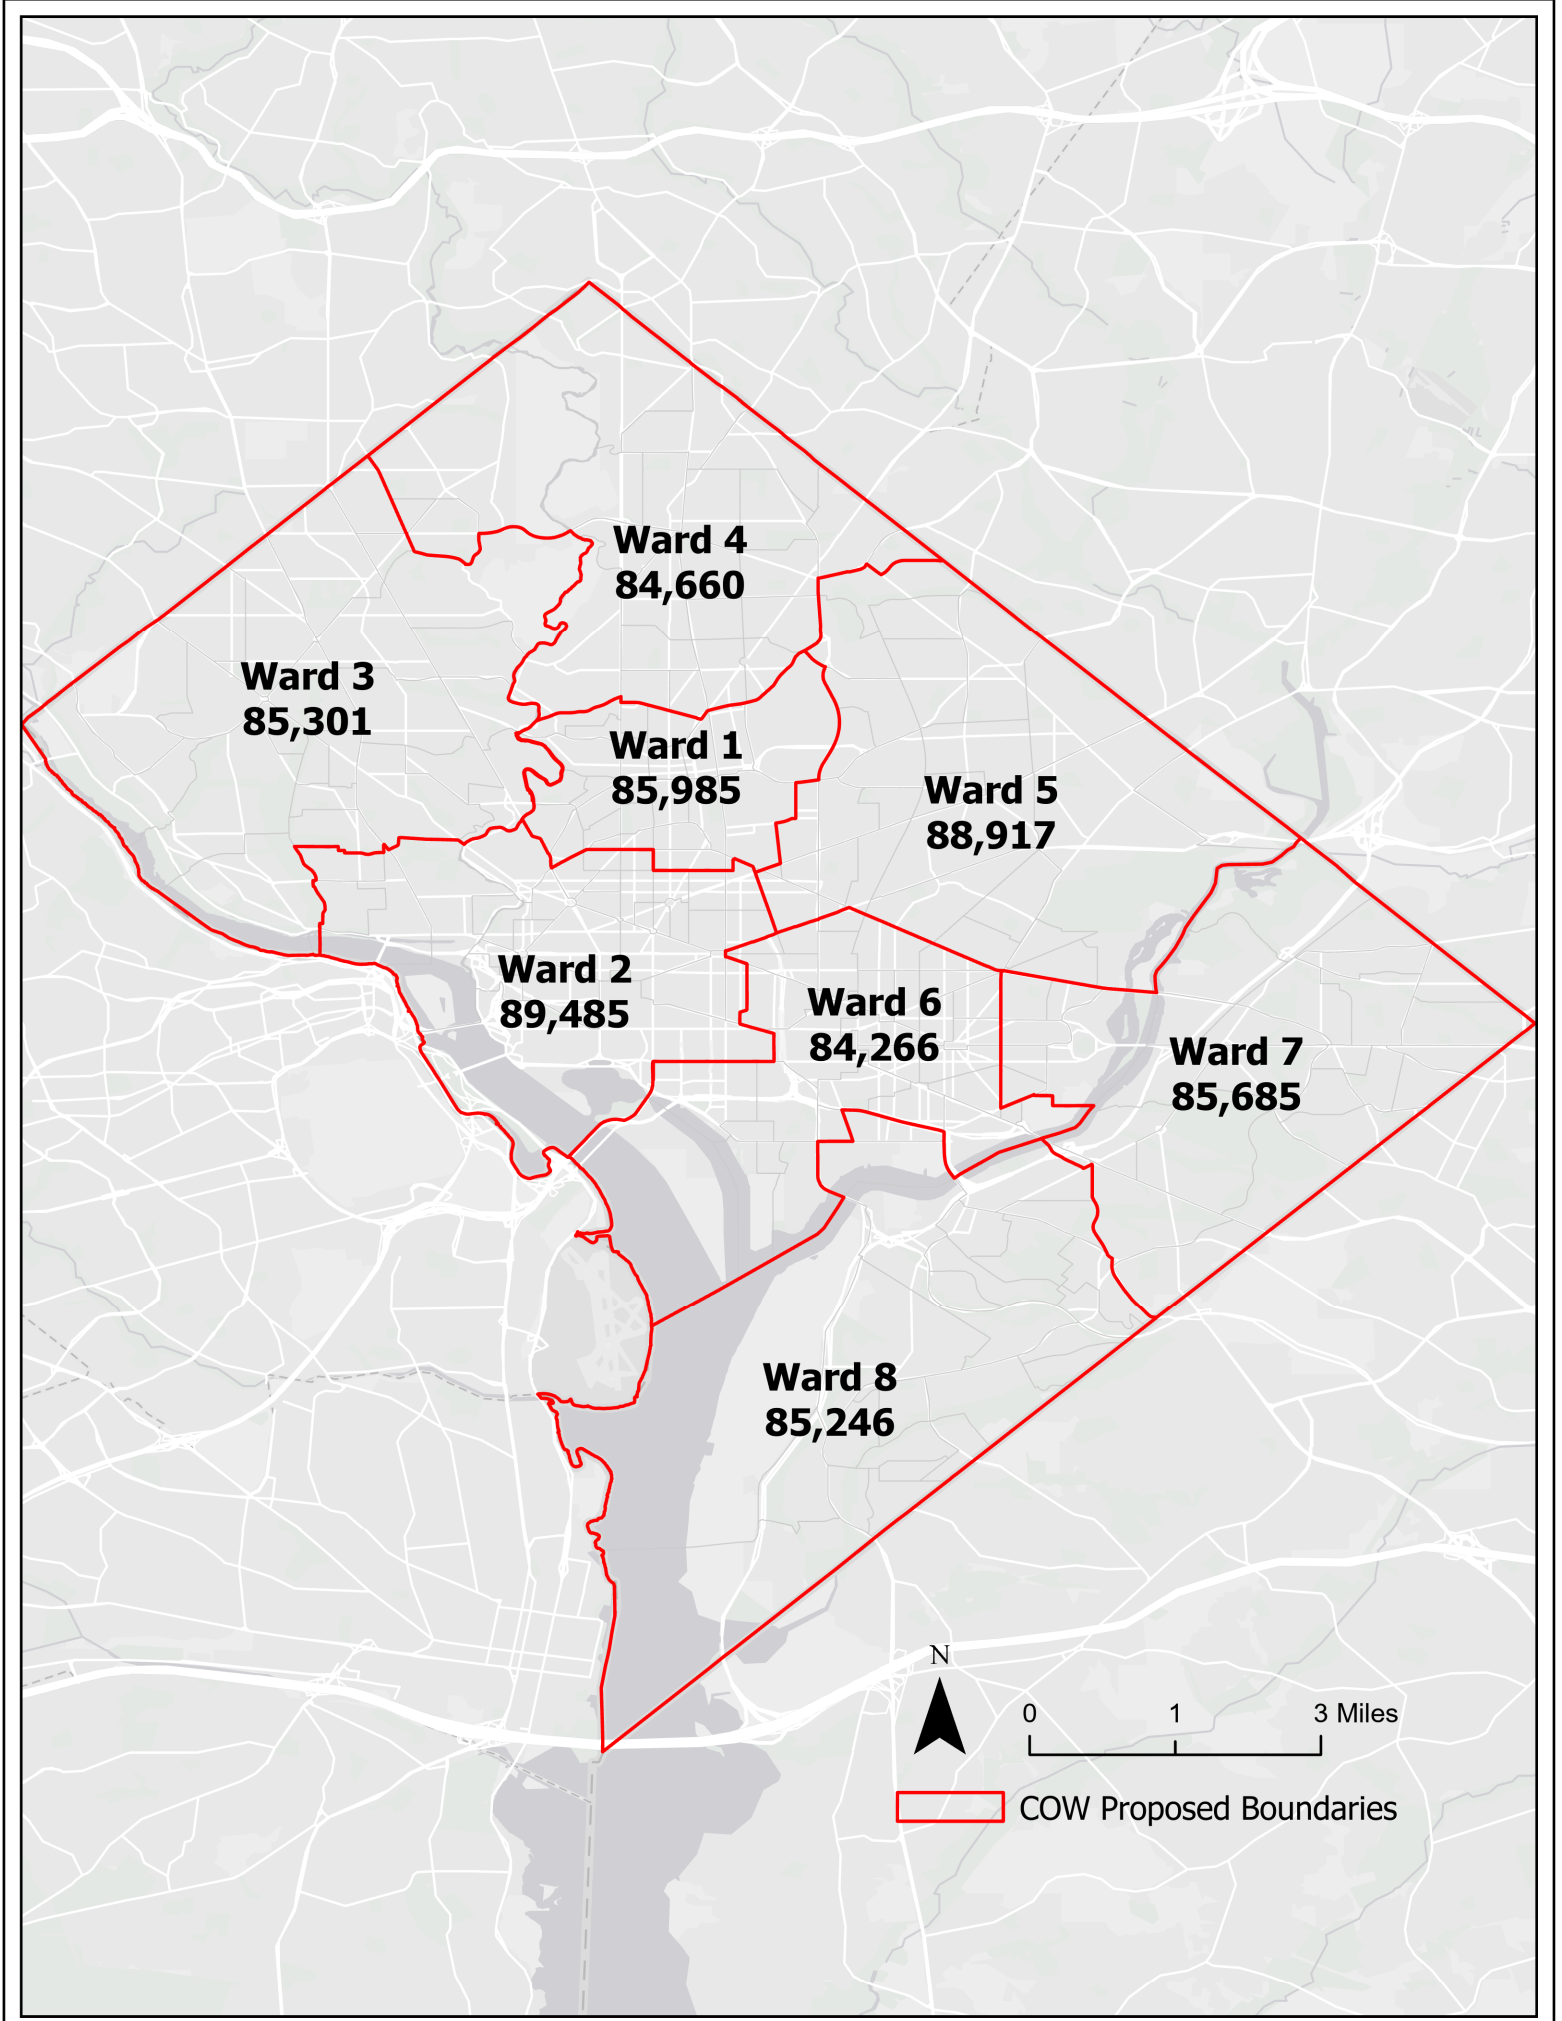 Ward 4
84,660
Ward 3
85,301
Ward 1
85,985
Ward 5
88,917
Ward 2
89,485
Ward 6
84,266
Ward 7
85,685
Ward 8
85,246
N
0 1 3 Miles
COW Proposed Boundaries